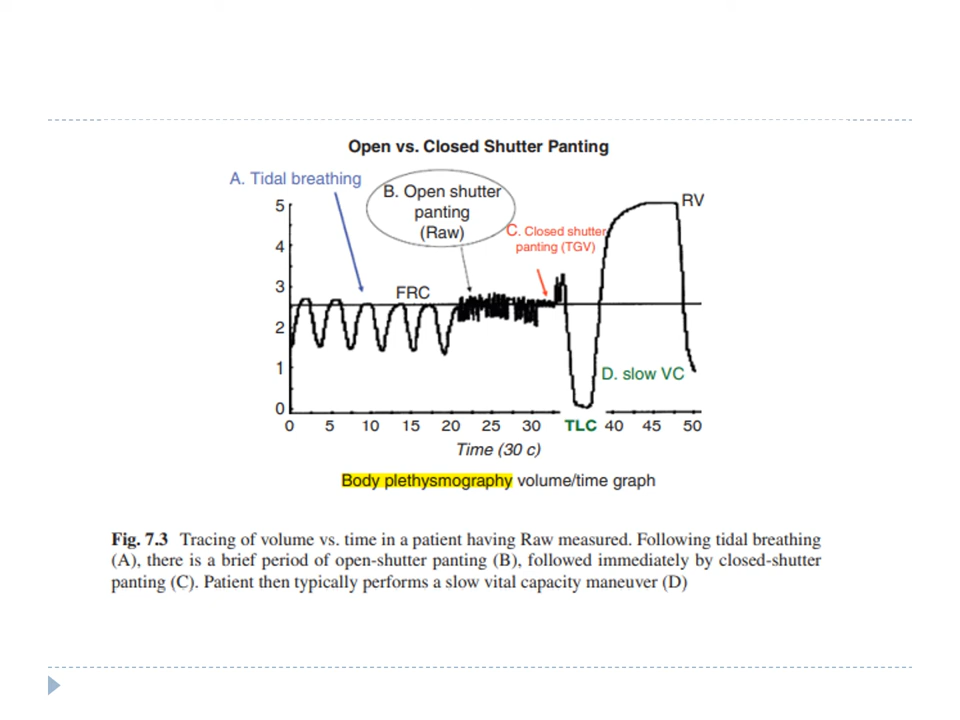 Open vs. Closed Shutter Panting
A. Tidal breathing
B. Open shutter
panting
(Raw)
C. Closed shutter
panting (TGV)
RV
5
4
3
2
1
0
FRC
D. slow VC
0 5 10 15 20 25 30 TLC 40 45 50
Time (30 c)
Body plethysmography volume/time graph
Fig. 7.3 Tracing of volume vs. time in a patient having Raw measured. Following tidal breathing
(A), there is a brief period of open-shutter panting (B), followed immediately by closed-shutter
panting (C). Patient then typically performs a slow vital capacity maneuver (D)